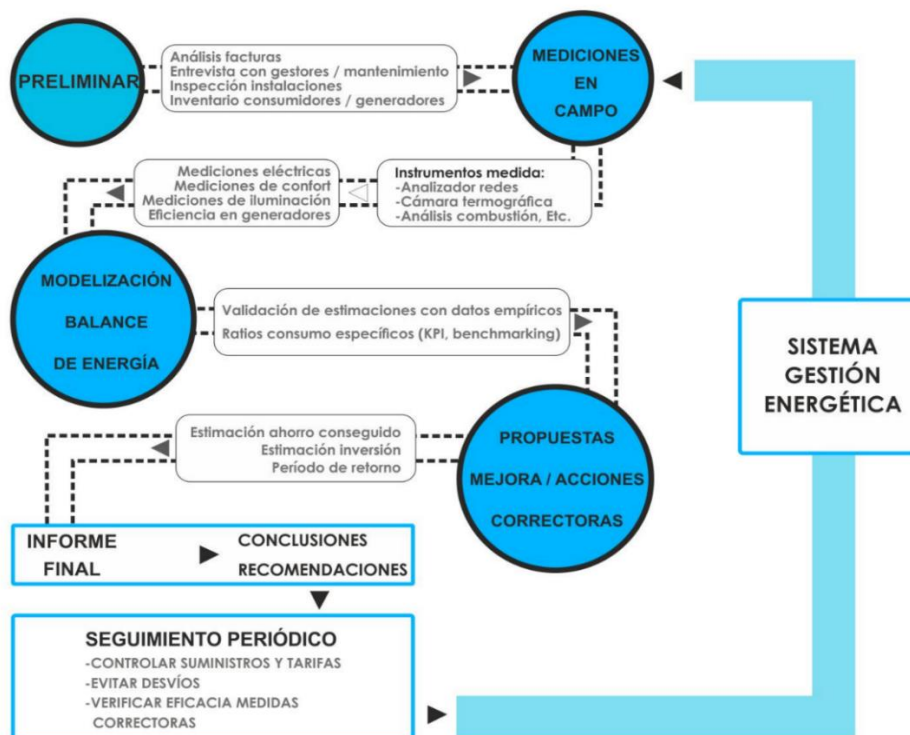 PRELIMINAR
Análisis facturas
Entrevista con gestores / mantenimiento
Inspección instalaciones
Inventario consumidores / generadores
MEDICIONES
EN
CAMPO
Instrumentos medida:
-Analizador redes
-Cámara termográfica
-Análisis combustión, Etc.
Mediciones eléctricas
Mediciones de confort
Mediciones de iluminación
Eficiencia en generadores
MODELIZACIÓN
BALANCE
DE ENERGÍA
Validación de estimaciones con datos empíricos
Ratios consumo específicos (KPI, benchmarking)
PROPUESTAS
MEJORA / ACCIONES
CORRECTORAS
Estimación ahorro conseguido
Estimación inversión
Período de retorno
INFORME
FINAL
CONCLUSIONES
RECOMENDACIONES
SEGUIMIENTO PERIÓDICO
-CONTROLAR SUMINISTROS Y TARIFAS
-EVITAR DESVÍOS
-VERIFICAR EFICACIA MEDIDAS
CORRECTORAS
SISTEMA
GESTIÓN
ENERGÉTICA